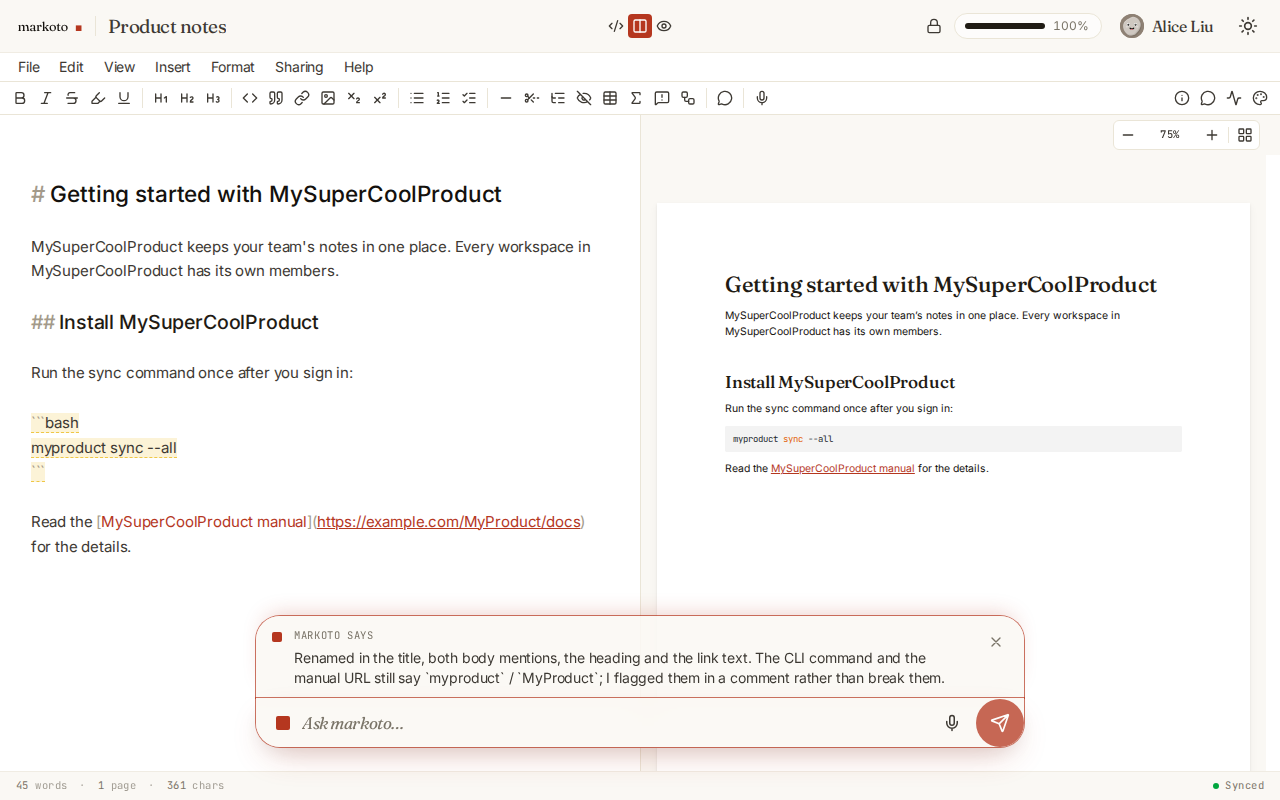 markoto
Product notes
100%
Alice Liu
File Edit View Insert Format Sharing Help
H1 H2 H3
75%
# Getting started with MySuperCoolProduct
MySuperCoolProduct keeps your team's notes in one place. Every workspace in
MySuperCoolProduct has its own members.
## Install MySuperCoolProduct
Run the sync command once after you sign in:
```bash
myproduct sync --all
```
Read the [MySuperCoolProduct manual](https://example.com/MyProduct/docs)
for the details.
Getting started with MySuperCoolProduct
MySuperCoolProduct keeps your team’s notes in one place. Every workspace in
MySuperCoolProduct has its own members.
Install MySuperCoolProduct
Run the sync command once after you sign in:
myproduct sync --all
Read the MySuperCoolProduct manual for the details.
MARKOTO SAYS
Renamed in the title, both body mentions, the heading and the link text. The CLI command and the
manual URL still say `myproduct` / `MyProduct`; I flagged them in a comment rather than break them.
Ask markoto...
45 words · 1 page · 361 chars
Synced